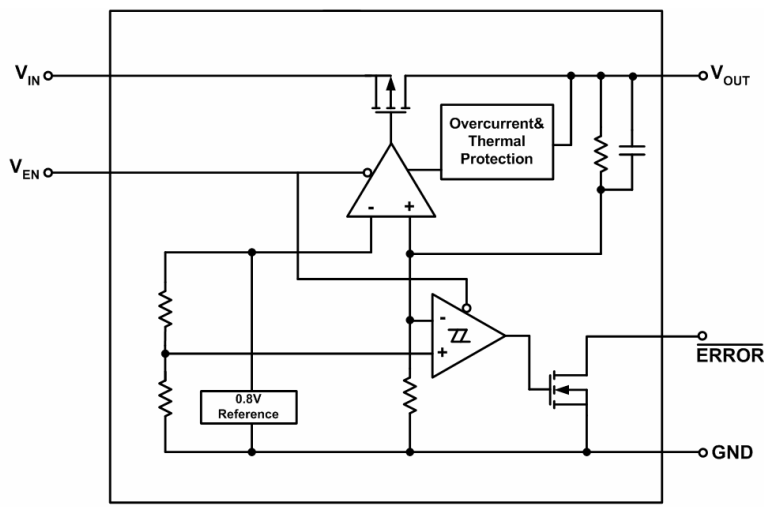 VIN
VOUT
Overcurrent&
Thermal
Protection
VEN
-
+
-
+
ERROR
0.8V
Reference
GND